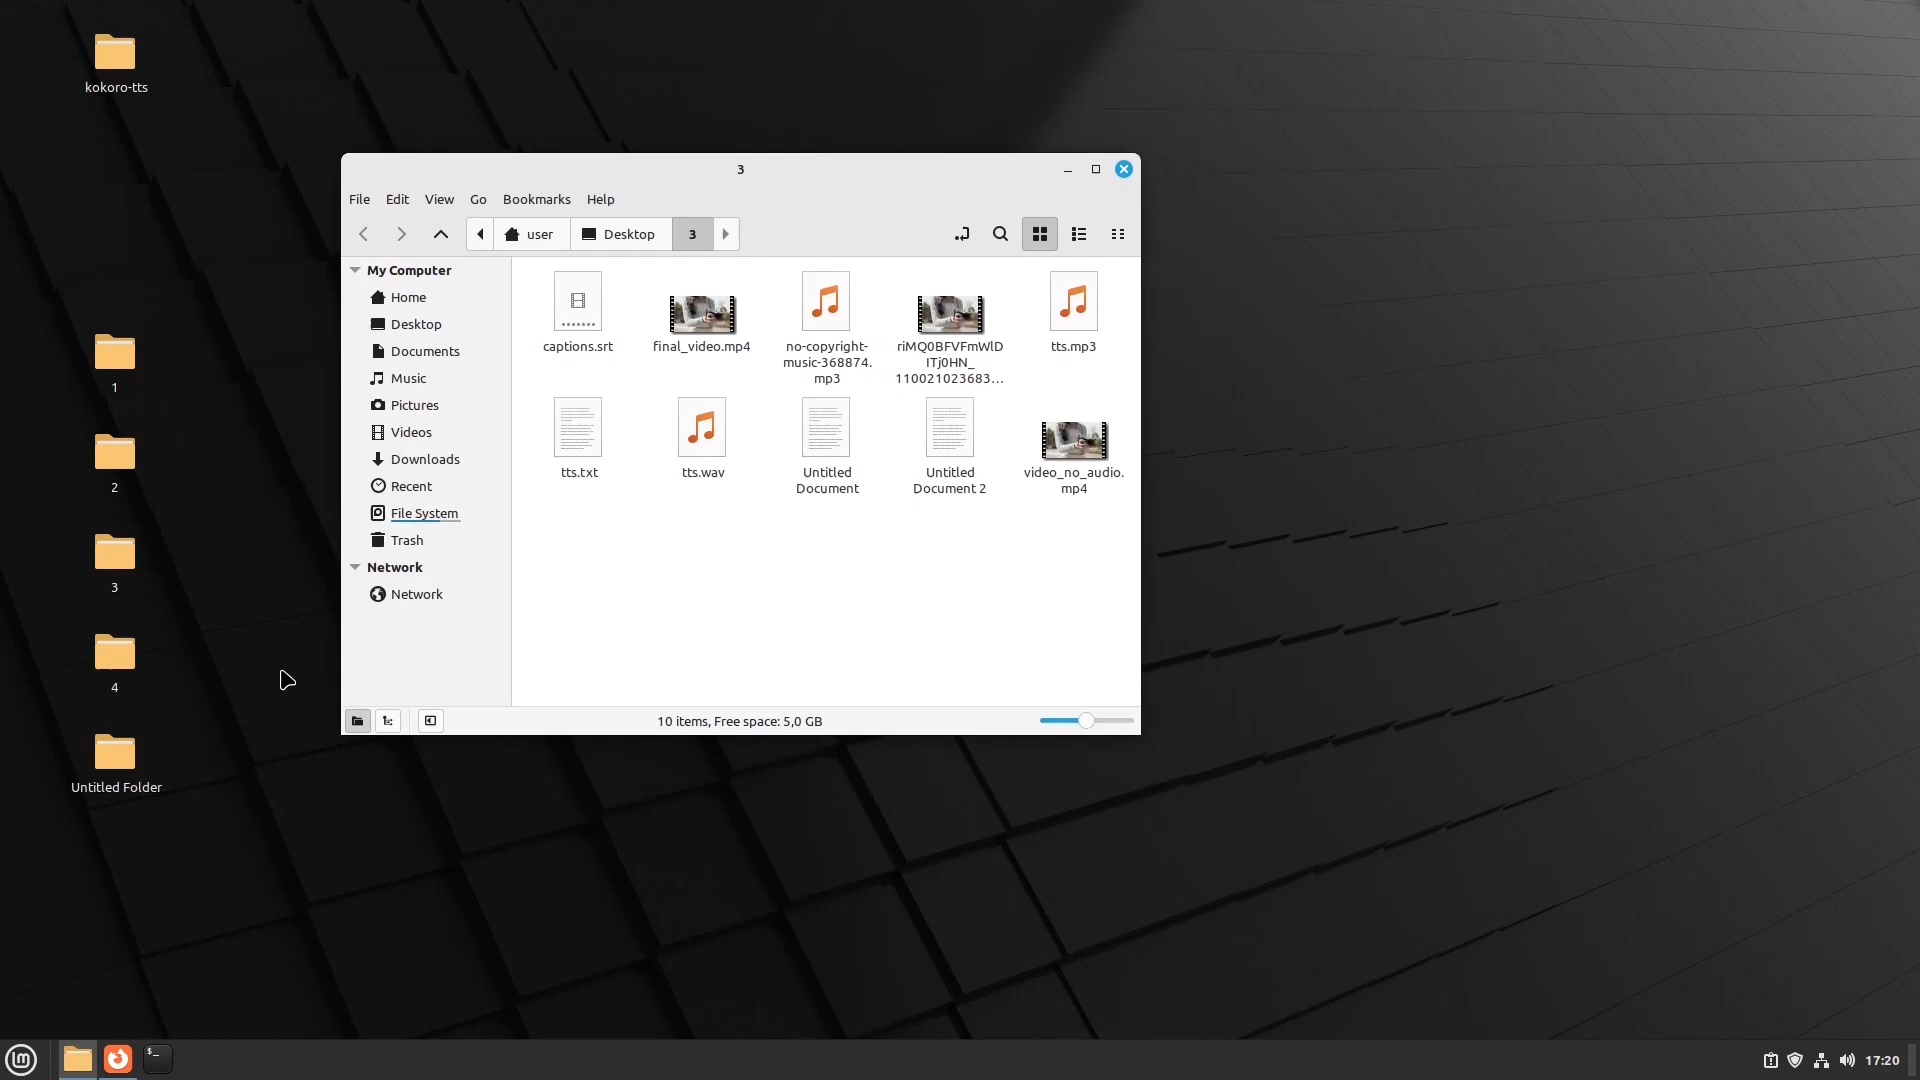 kokoro-tts
1
2
3
4
Untitled Folder
3
File Edit View Go Bookmarks Help
user Desktop 3
My Computer
Home
Desktop
Documents
Music
Pictures
Videos
Downloads
Recent
File System
Trash
Network
Network
captions.srt
final_video.mp4
no-copyright-
music-368874.
mp3
riMQ0BFVFmWlD
ITj0HN_
110021023683...
tts.mp3
tts.txt
tts.wav
Untitled
Document
Untitled
Document 2
video_no_audio.
mp4
10 items, Free space: 5,0 GB
17:20